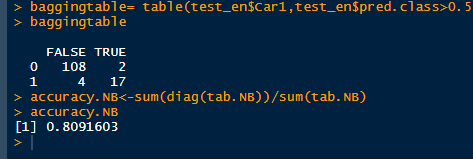 > baggingtable= table(test_en$Car1,test_en$pred.class>0.5
> baggingtable
FALSE TRUE
0 108 2
1 4 17
> accuracy.NB<-sum(diag(tab.NB))/sum(tab.NB)
> accuracy.NB
[1] 0.8091603
>